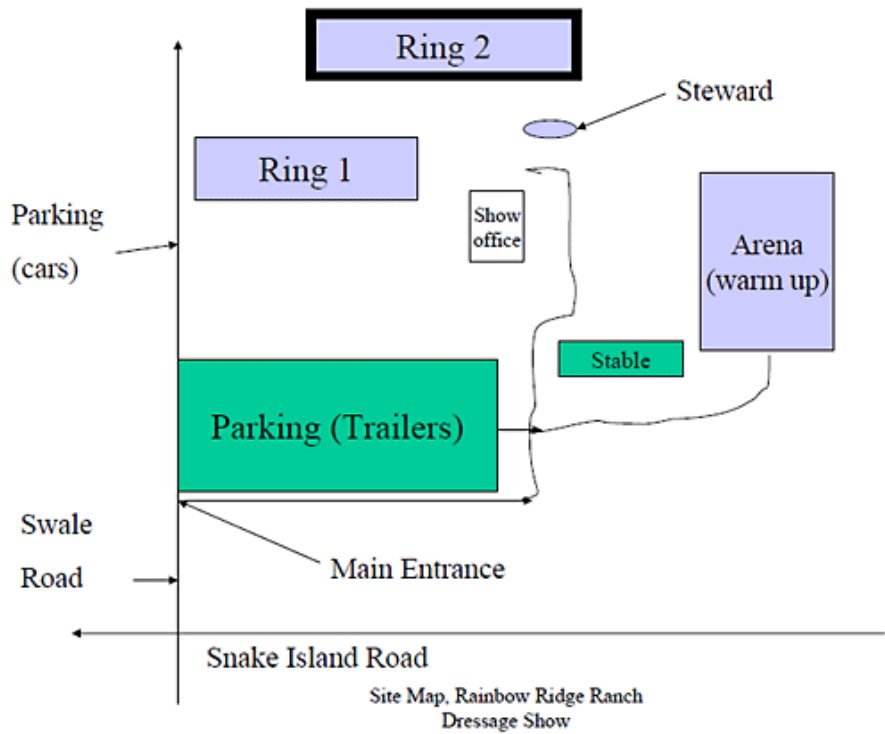 Ring 2
Steward
Ring 1
Parking
(cars)
Show
office
Arena
(warm up)
Stable
Parking (Trailers)
Swale
Road
Main Entrance
Snake Island Road
Site Map, Rainbow Ridge Ranch
Dressage Show